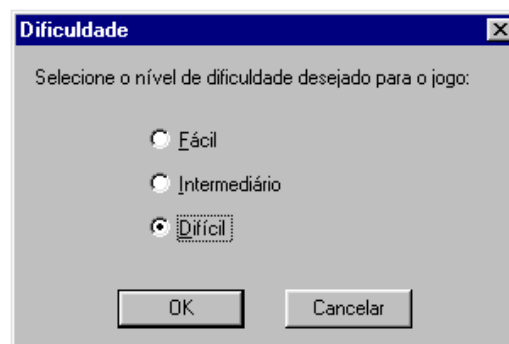 Dificuldade
Selecione o nível de dificuldade desejado para o jogo:
Fácil
Intermediário
Difícil
OK Cancelar